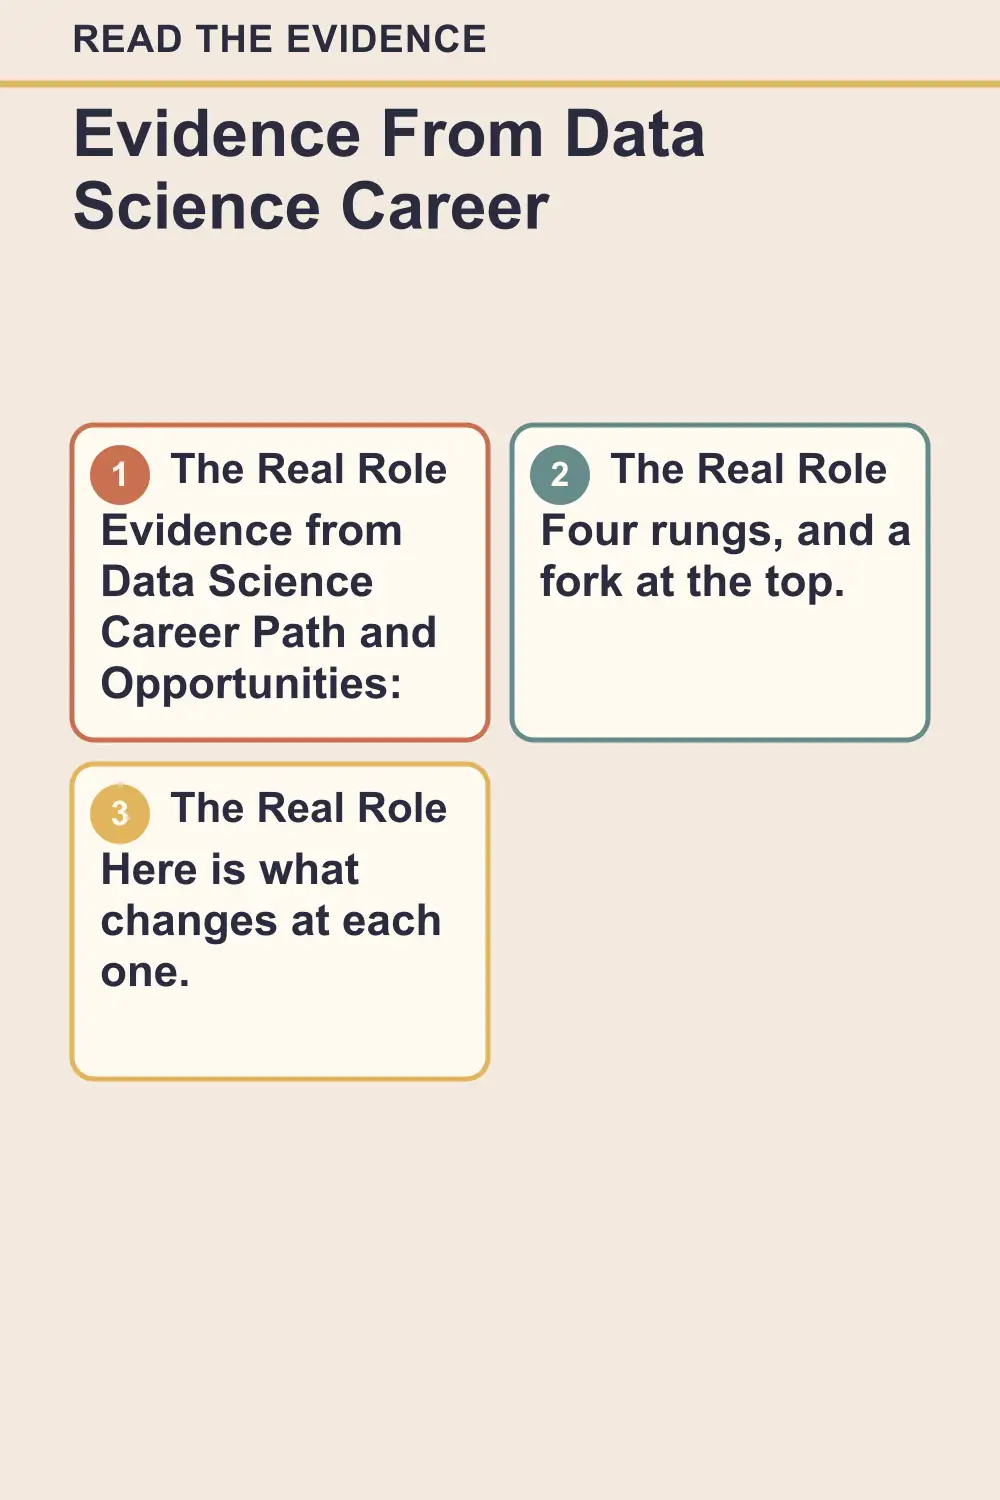 READ THE EVIDENCE
Evidence From Data
Science Career
1 The Real Role
Evidence from
Data Science
Career Path and
Opportunities:
2 The Real Role
Four rungs, and a
fork at the top.
3 The Real Role
Here is what
changes at each
one.